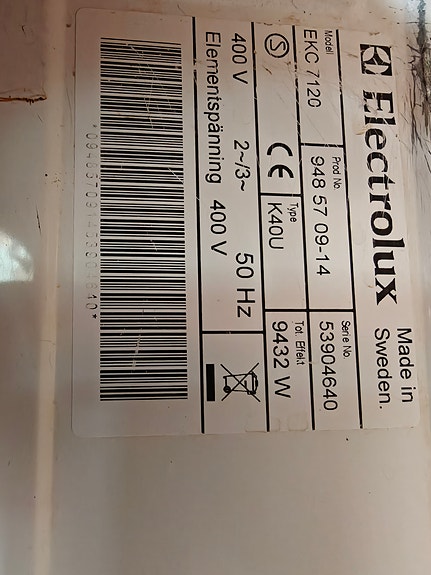 Electrolux
Made in
Sweden.
Modell
EKC 7120
Prod No.
948 57 09-14
Serie No.
53904640
S
CE
Type
K40U
Tot. Effekt
9432 W
400 V 2~/3~ 50 Hz
Elementspänning 400 V